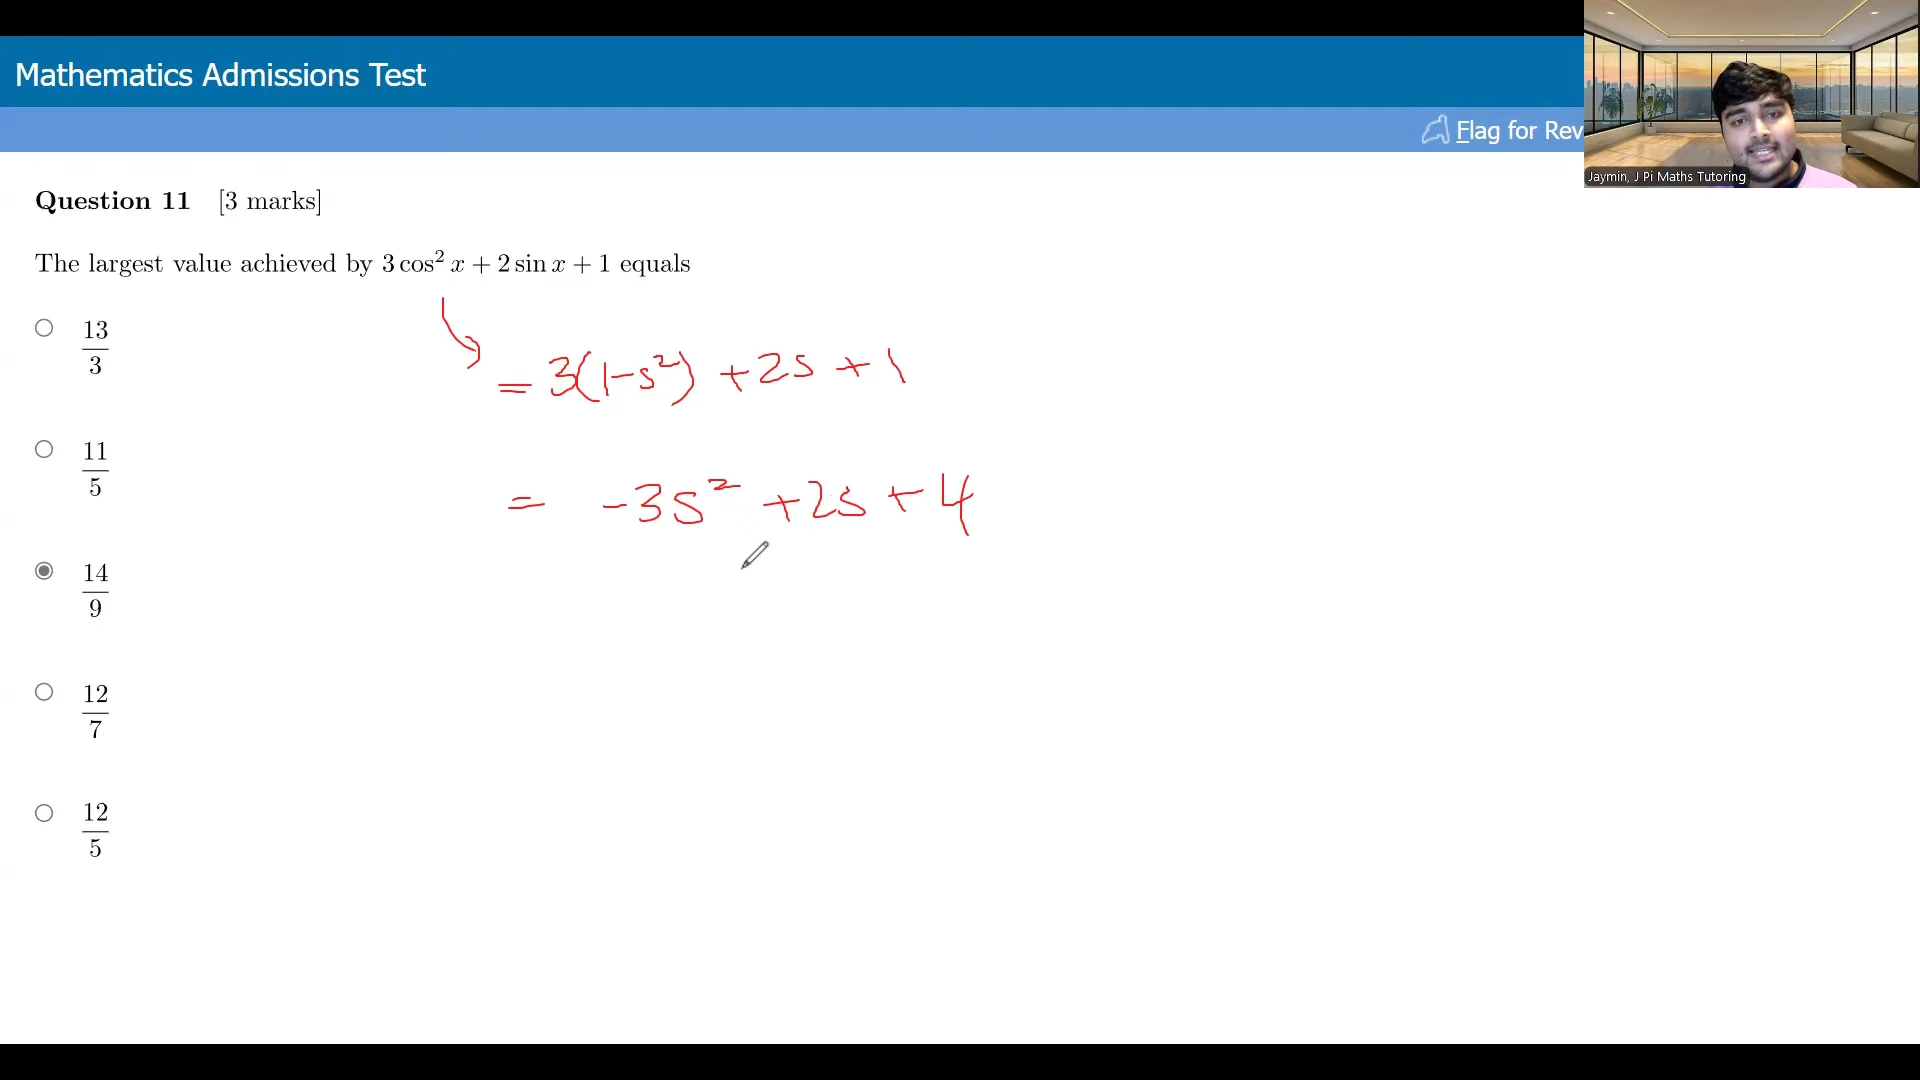 Mathematics Admissions Test
Flag for Rev
Jaymin, J Pi Maths Tutoring
Question 11 [3 marks]
The largest value achieved by 3 cos² x + 2 sin x + 1 equals
13/3
= 3(1-s²) + 2s + 1
11/5
= -3s² + 2s + 4
14/9
12/7
12/5